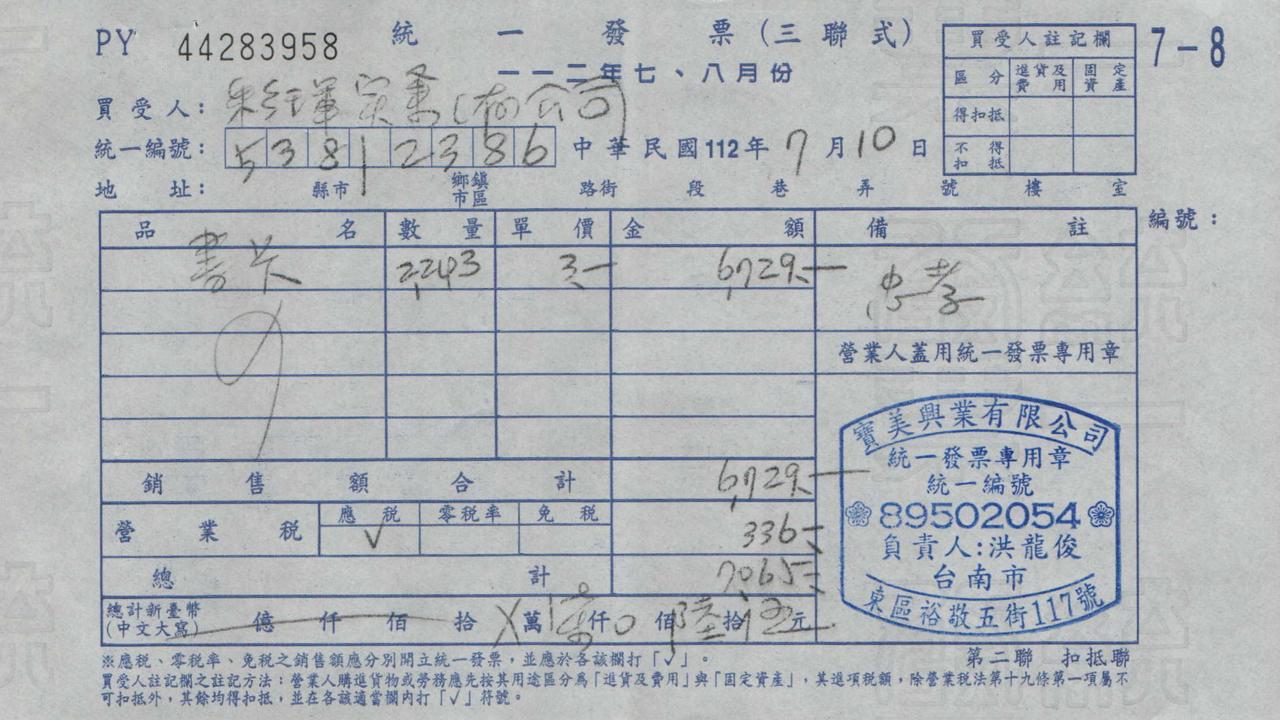 PY 44283958 統一發票(三聯式) 7-8
一一二年七、八月份
買受人註記欄
區分 進貨及費用 固定資產
得扣抵
不得扣抵
買受人: 實業(有)公司
統一編號: 53812386 中華民國112年7月10日
地址: 縣市 鄉鎮市區 路街 段 巷 弄 號 樓 室
編號:
品名 數量 單價 金額 備註
2,243 3.- 6,729.- 忠孝
營業人蓋用統一發票專用章
銷售額合計 6,729.-
營業稅 應稅 零稅率 免稅
✓ 336.-
總計 7,065.-
總計新臺幣(中文大寫) 億 仟 佰 拾 X萬 仟 0佰 陸拾 伍元
寶美興業有限公司
統一發票專用章
統一編號
89502054
負責人:洪龍俊
台南市
東區裕敬五街117號
第二聯 扣抵聯
※應稅、零稅率、免稅之銷售額應分別開立統一發票,並應於各該欄打「✓」。
買受人註記欄之註記方法:營業人購進貨物或勞務應先按其用途區分為「進貨及費用」與「固定資產」,其進項稅額,除營業稅法第十九條第一項屬不
可扣抵外,其餘均得扣抵,並在各該適當欄內打「✓」符號。